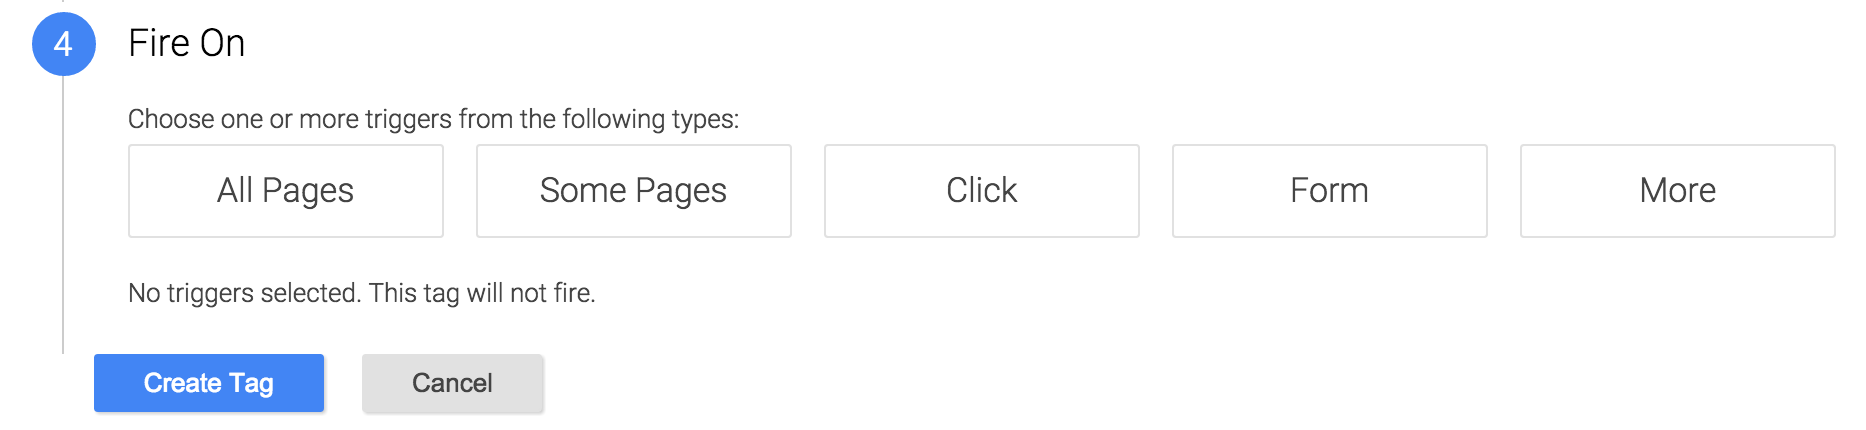 4 Fire On
Choose one or more triggers from the following types:
All Pages Some Pages Click Form More
No triggers selected. This tag will not fire.
Create Tag Cancel